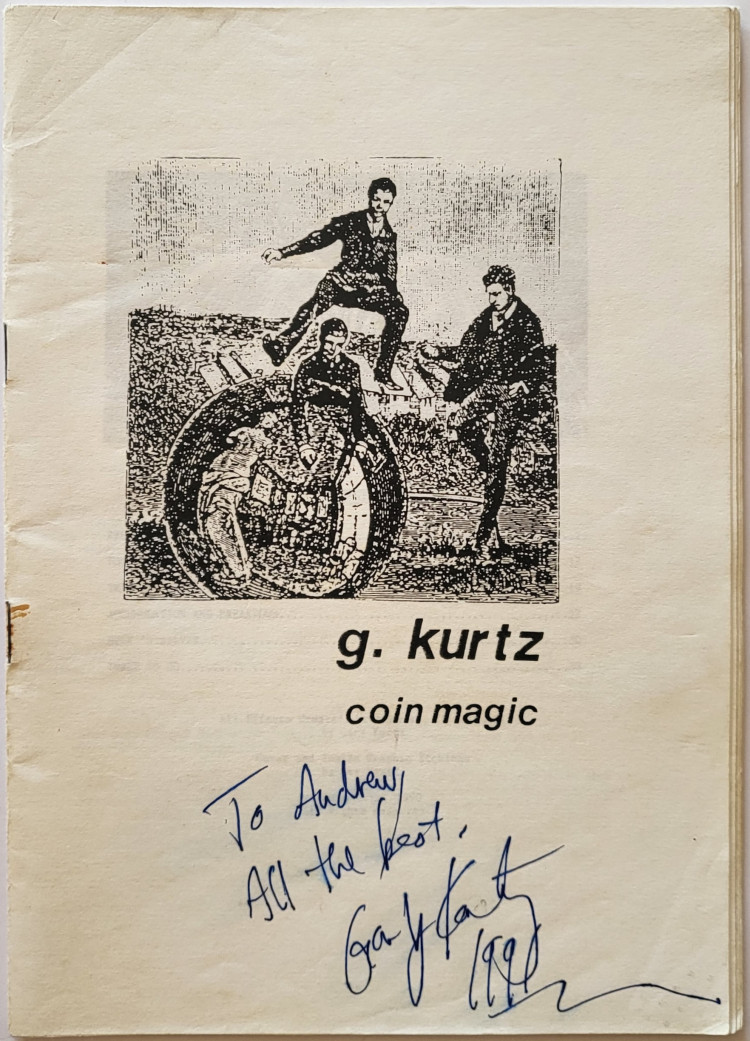 g. kurtz
coin magic
To Andrew,
All the best,
Gary Kurtz
1991